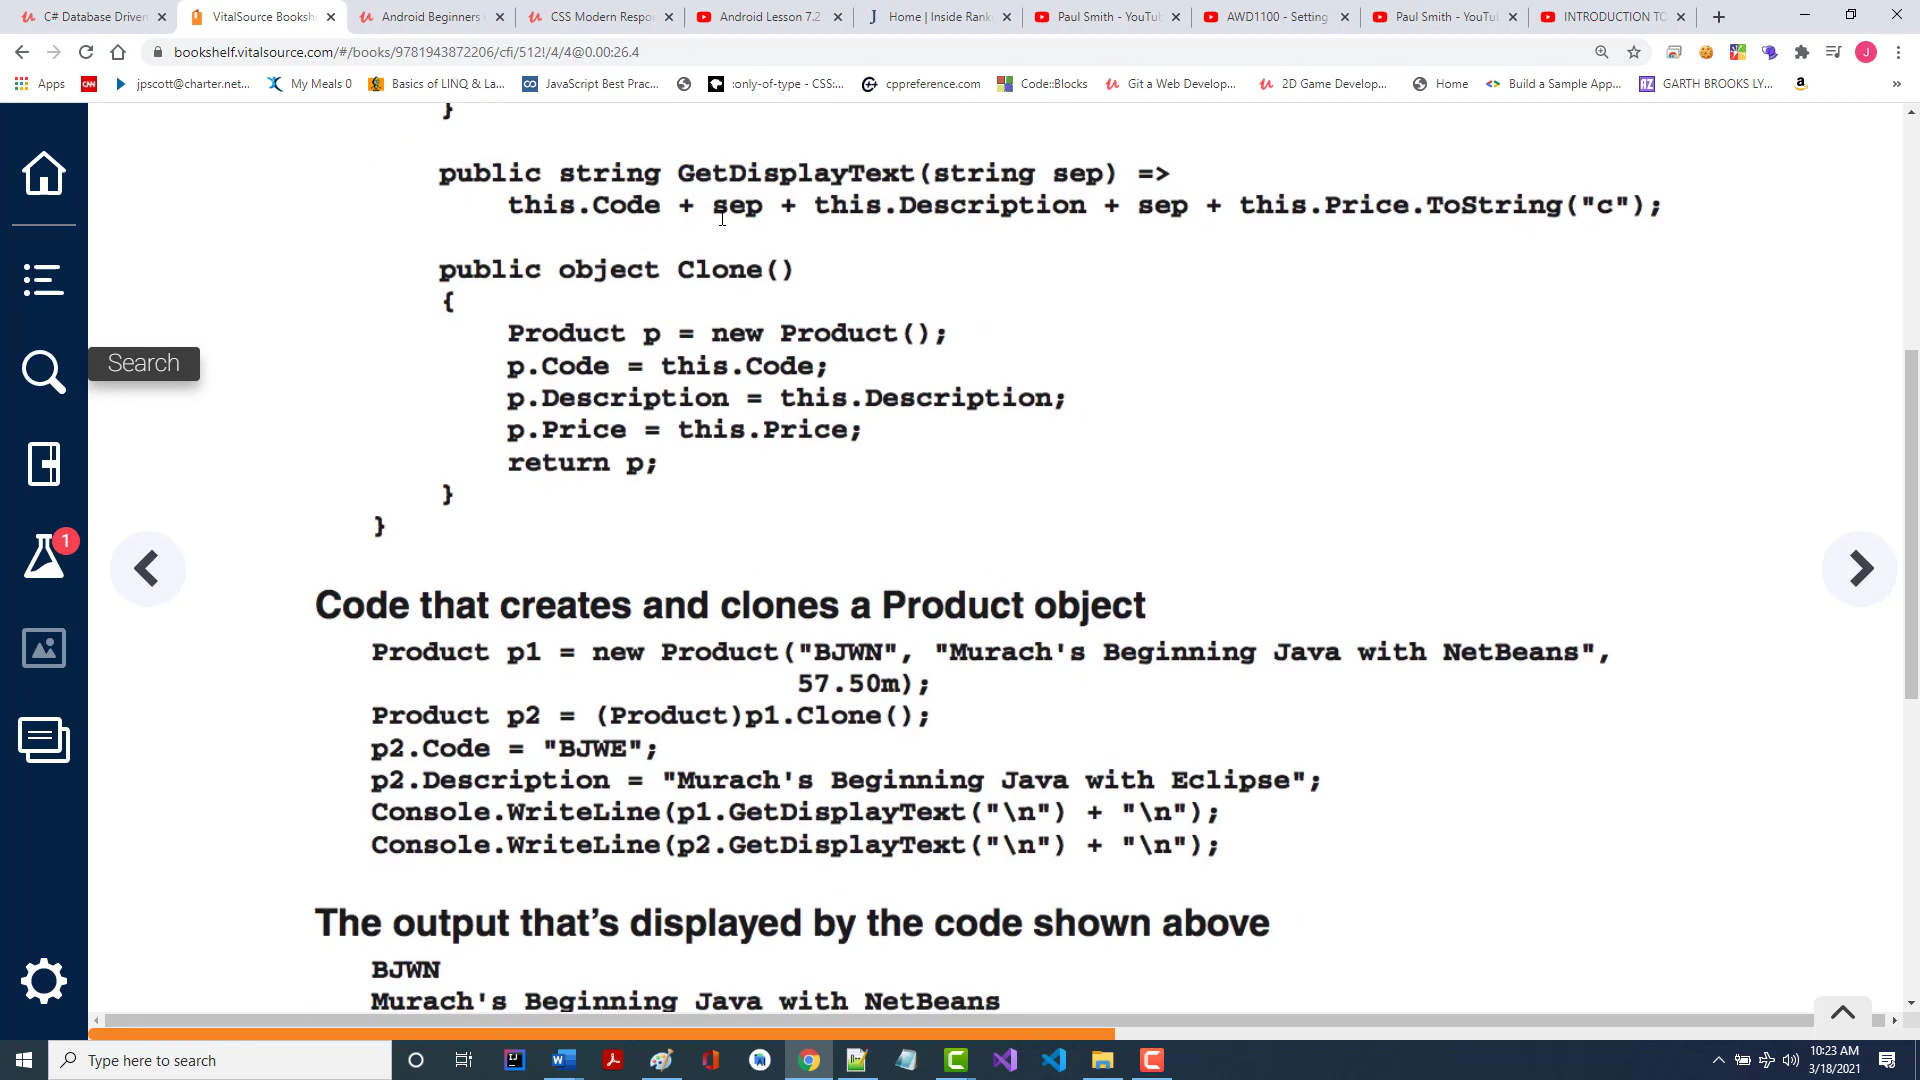 C# Database Driven
VitalSource Booksh
Android Beginners
CSS Modern Respo
Android Lesson 7.2
Home | Inside Rank
Paul Smith - YouTu
AWD1100 - Setting
Paul Smith - YouTu
INTRODUCTION TO
bookshelf.vitalsource.com/#/books/9781943872206/cfi/512!/4/4@0.00:26.4
J
Apps
jpscott@charter.net...
My Meals 0
Basics of LINQ & La...
JavaScript Best Prac...
:only-of-type - CSS:...
cppreference.com
Code::Blocks
Git a Web Develop...
2D Game Develop...
Home
Build a Sample App...
GARTH BROOKS LY...
}
public string GetDisplayText(string sep) =>
this.Code + sep + this.Description + sep + this.Price.ToString("c");
public object Clone()
{
Product p = new Product();
p.Code = this.Code;
p.Description = this.Description;
p.Price = this.Price;
return p;
}
}
Search
1
Code that creates and clones a Product object
Product p1 = new Product("BJWN", "Murach's Beginning Java with NetBeans",
57.50m);
Product p2 = (Product)p1.Clone();
p2.Code = "BJWE";
p2.Description = "Murach's Beginning Java with Eclipse";
Console.WriteLine(p1.GetDisplayText("\n") + "\n");
Console.WriteLine(p2.GetDisplayText("\n") + "\n");
The output that's displayed by the code shown above
BJWN
Murach's Beginning Java with NetBeans
Type here to search
10:23 AM
3/18/2021